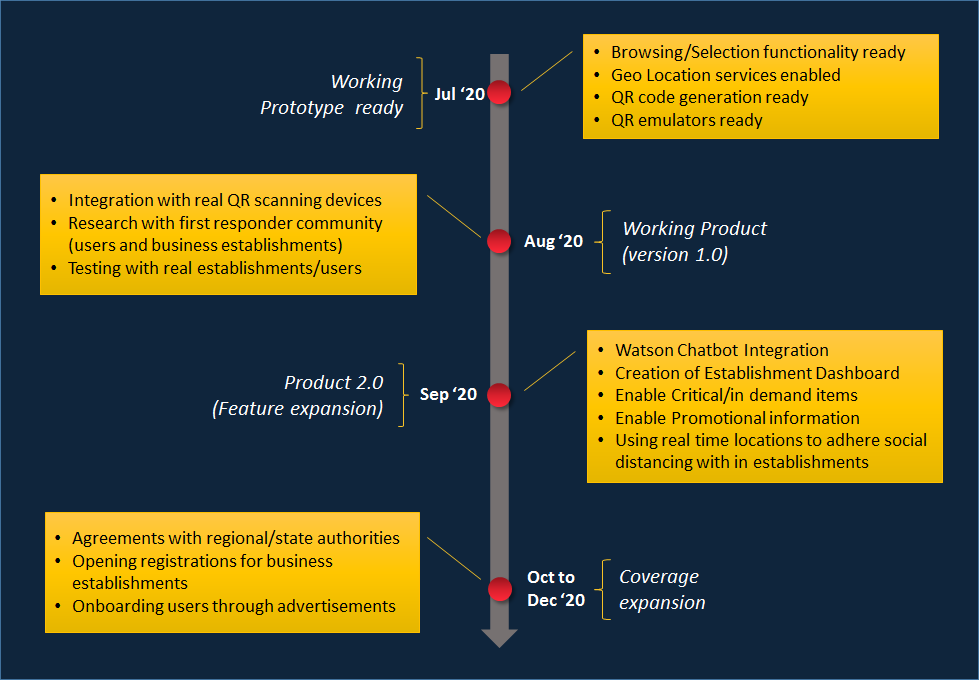 Working
Prototype ready
Jul ‘20
• Browsing/Selection functionality ready
• Geo Location services enabled
• QR code generation ready
• QR emulators ready
• Integration with real QR scanning devices
• Research with first responder community
(users and business establishments)
• Testing with real establishments/users
Aug ‘20
Working Product
(version 1.0)
Product 2.0
(Feature expansion)
Sep ‘20
• Watson Chatbot Integration
• Creation of Establishment Dashboard
• Enable Critical/in demand items
• Enable Promotional information
• Using real time locations to adhere social
distancing with in establishments
• Agreements with regional/state authorities
• Opening registrations for business
establishments
• Onboarding users through advertisements
Oct to
Dec ‘20
Coverage
expansion